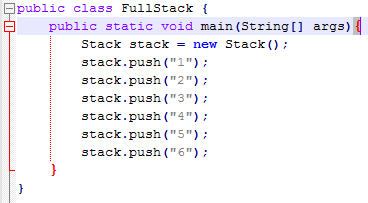 public class FullStack {
public static void main(String[] args){
Stack stack = new Stack();
stack.push("1");
stack.push("2");
stack.push("3");
stack.push("4");
stack.push("5");
stack.push("6");
}
}